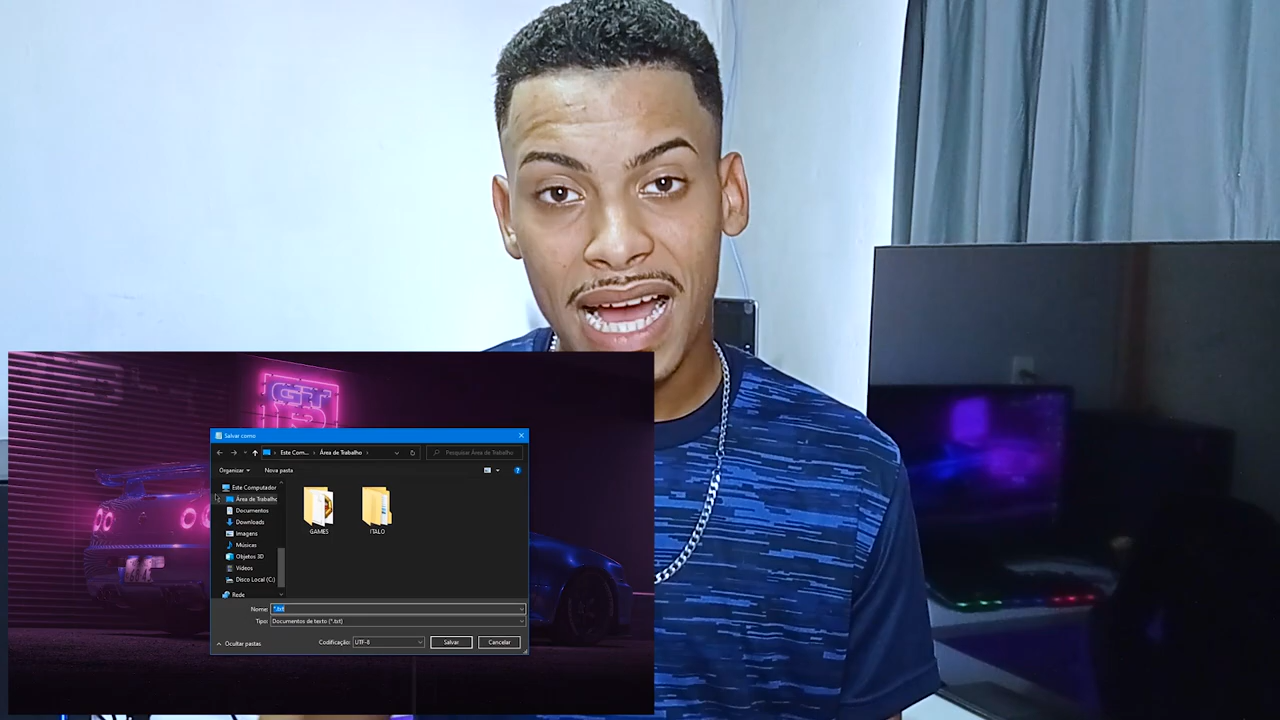 GT
R
Salvar como
Este Com... > Área de Trabalho >
Pesquisar Área de Trabalho
Organizar
Nova pasta
Este Computador
Área de Trabalho
Documentos
Downloads
Imagens
Músicas
Objetos 3D
Vídeos
Disco Local (C:)
Rede
GAMES
ITALO
Nome: *.txt
Tipo: Documentos de texto (*.txt)
Ocultar pastas
Codificação: UTF-8
Salvar
Cancelar